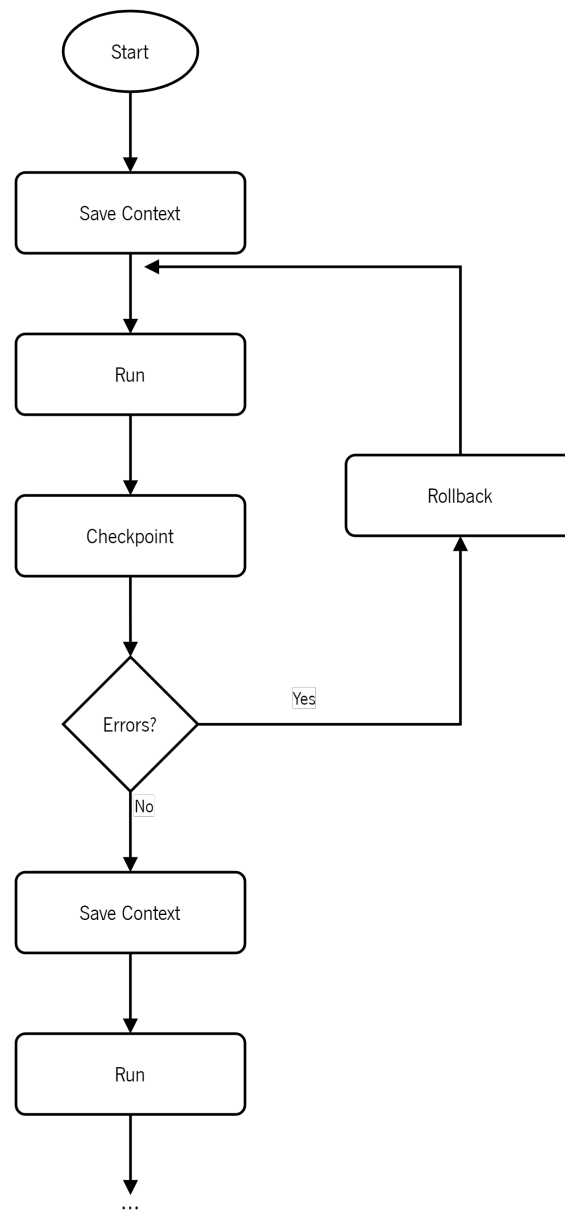 Start
Save Context
Run
Rollback
Checkpoint
Errors?
Yes
No
Save Context
Run
...